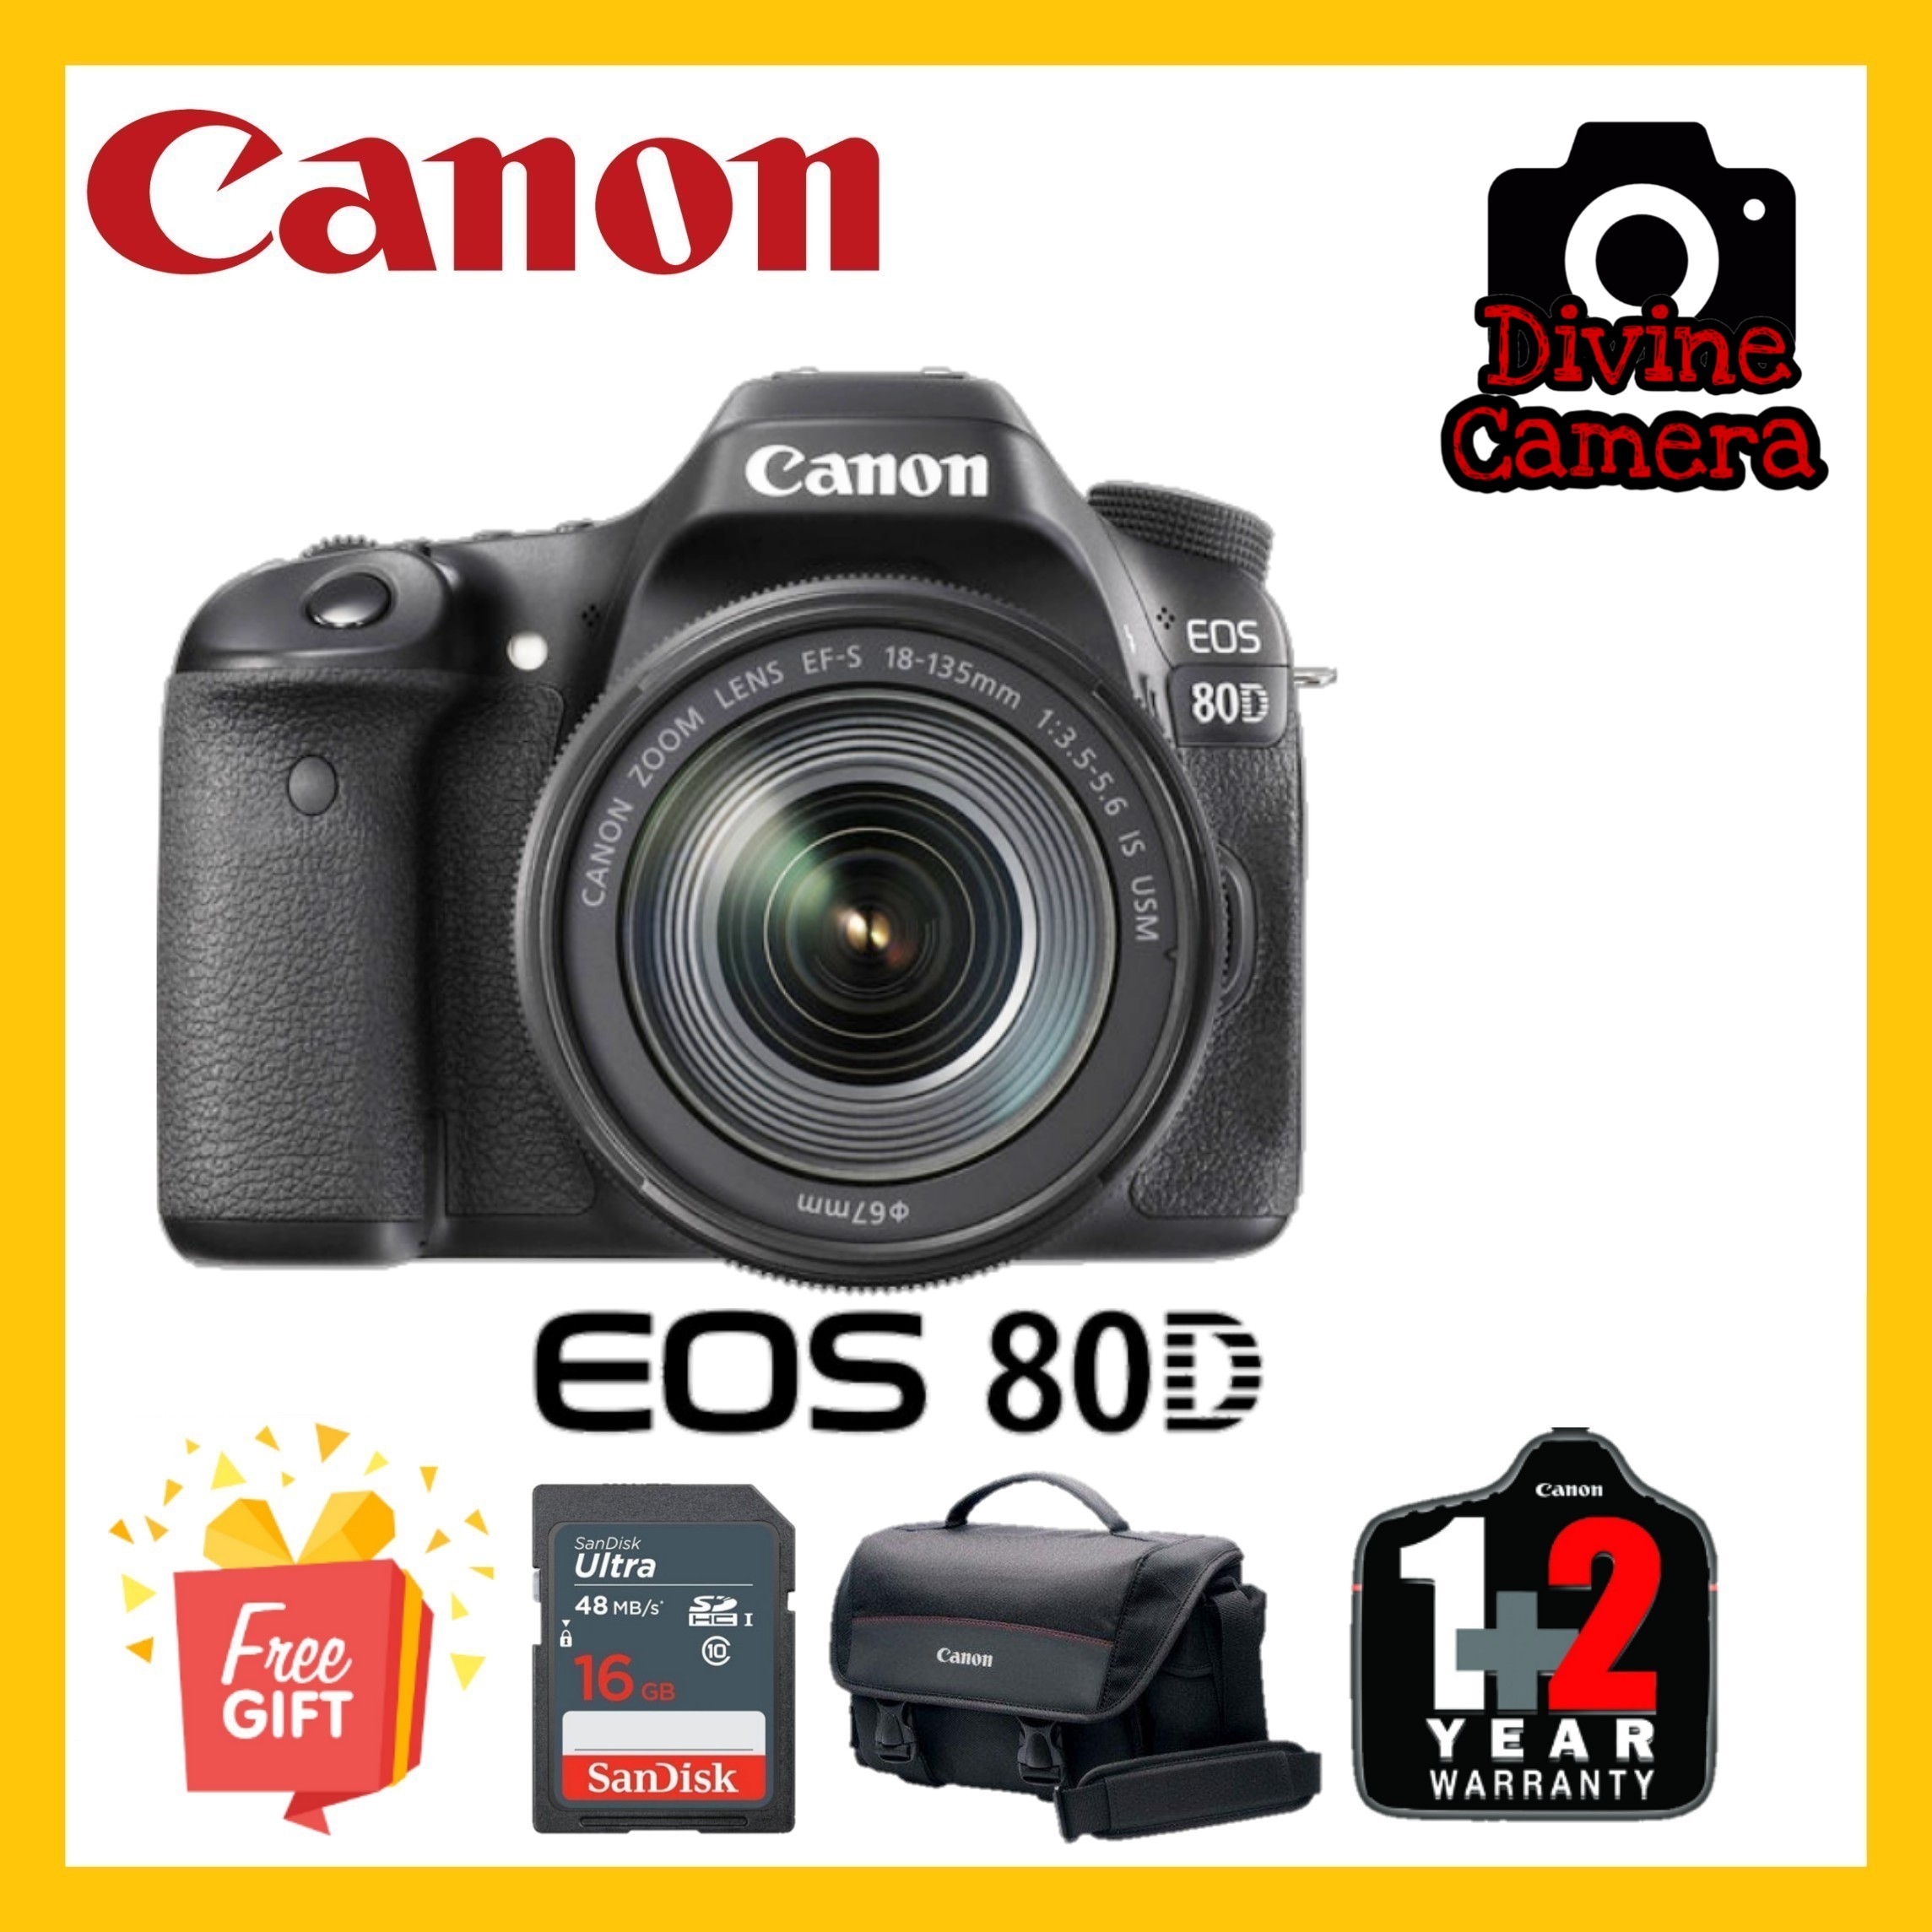 Canon
Divine
Camera
Canon
EOS
80D
CANON ZOOM LENS EF-S 18-135mm 1:3.5-5.6 IS USM
Φ67mm
EOS 80D
Free
GIFT
SanDisk
Ultra
48 MB/s*
SD HC I
10
16 GB
SanDisk
Canon
Canon
1+2
YEAR
WARRANTY